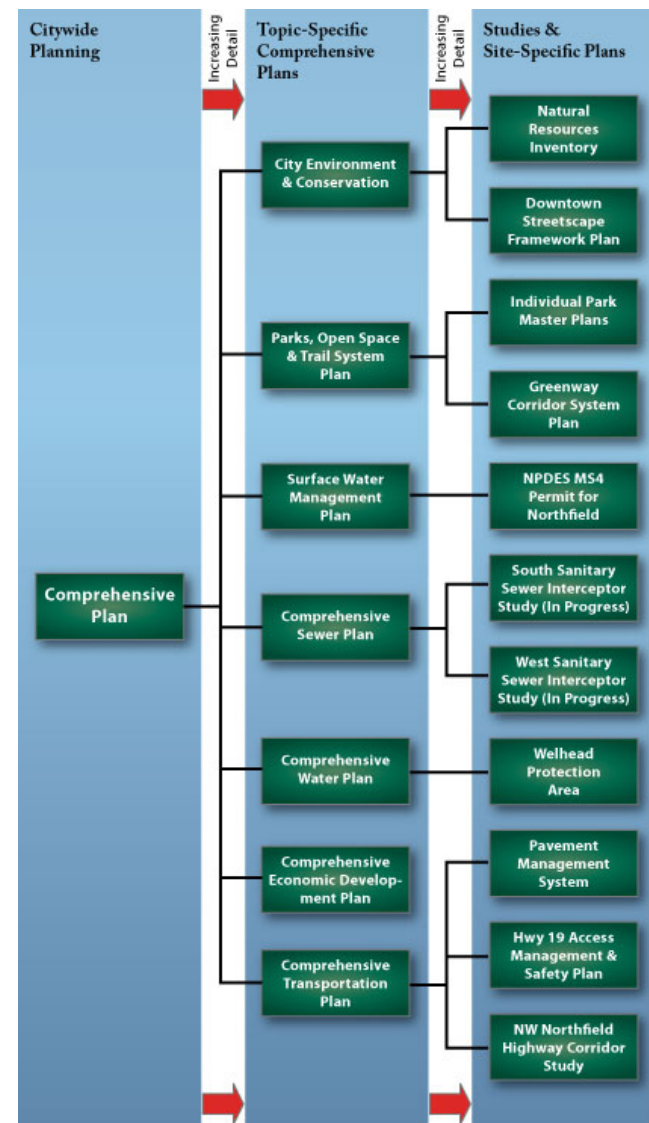 Citywide
Planning
Increasing
Detail
Topic-Specific
Comprehensive
Plans
Increasing
Detail
Studies &
Site-Specific Plans
Comprehensive
Plan
City Environment
& Conservation
Parks, Open Space
& Trail System
Plan
Surface Water
Management
Plan
Comprehensive
Sewer Plan
Comprehensive
Water Plan
Comprehensive
Economic Develop-
ment Plan
Comprehensive
Transportation
Plan
Natural
Resources
Inventory
Downtown
Streetscape
Framework Plan
Individual Park
Master Plans
Greenway
Corridor System
Plan
NPDES MS4
Permit for
Northfield
South Sanitary
Sewer Interceptor
Study (In Progress)
West Sanitary
Sewer Interceptor
Study (In Progress)
Welhead
Protection
Area
Pavement
Management
System
Hwy 19 Access
Management &
Safety Plan
NW Northfield
Highway Corridor
Study